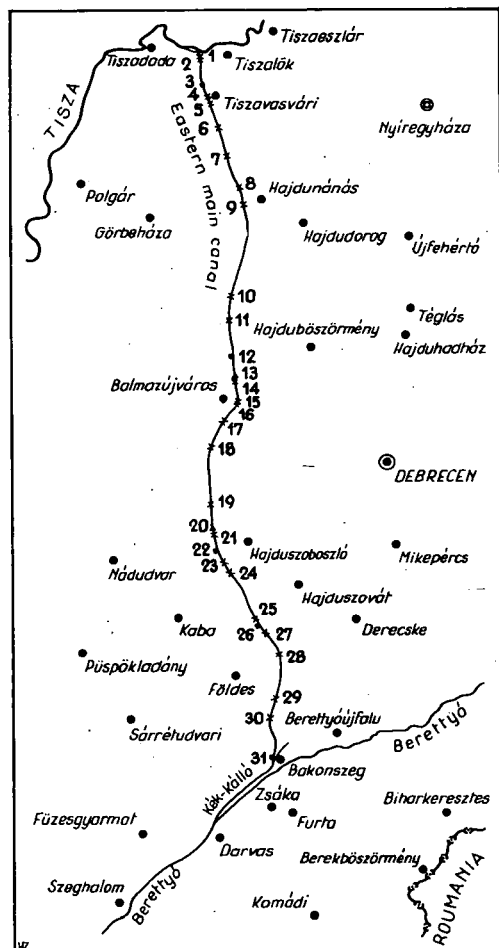 Tiszaeszlár
Tiszadada
1
2
Tiszalök
3
4
Tiszavasvári
5
TISZA
Eastern main canal
Nyíregyháza
6
7
Polgár
8
Hajdunánás
9
Görbeháza
Hajdudorog
Újfehértó
10
Téglás
11
Hajduböszörmény
Hajduhadház
12
13
Balmazújváros
14
15
16
17
18
DEBRECEN
19
20
21
22
Hajduszoboszló
Mikepércs
Nádudvar
23
24
Hajduszovát
25
Kaba
26
27
Derecske
Püspökladány
28
Földes
29
30
Sárrétudvari
Berettyóújfalu
Berettyó
31
Bakonszeg
Kék-Kálló
Zsáka
Furta
Biharkeresztes
Füzesgyarmat
Darvas
Berekböszörmény
Szeghalom
Berettyó
Komádi
ROUMANIA